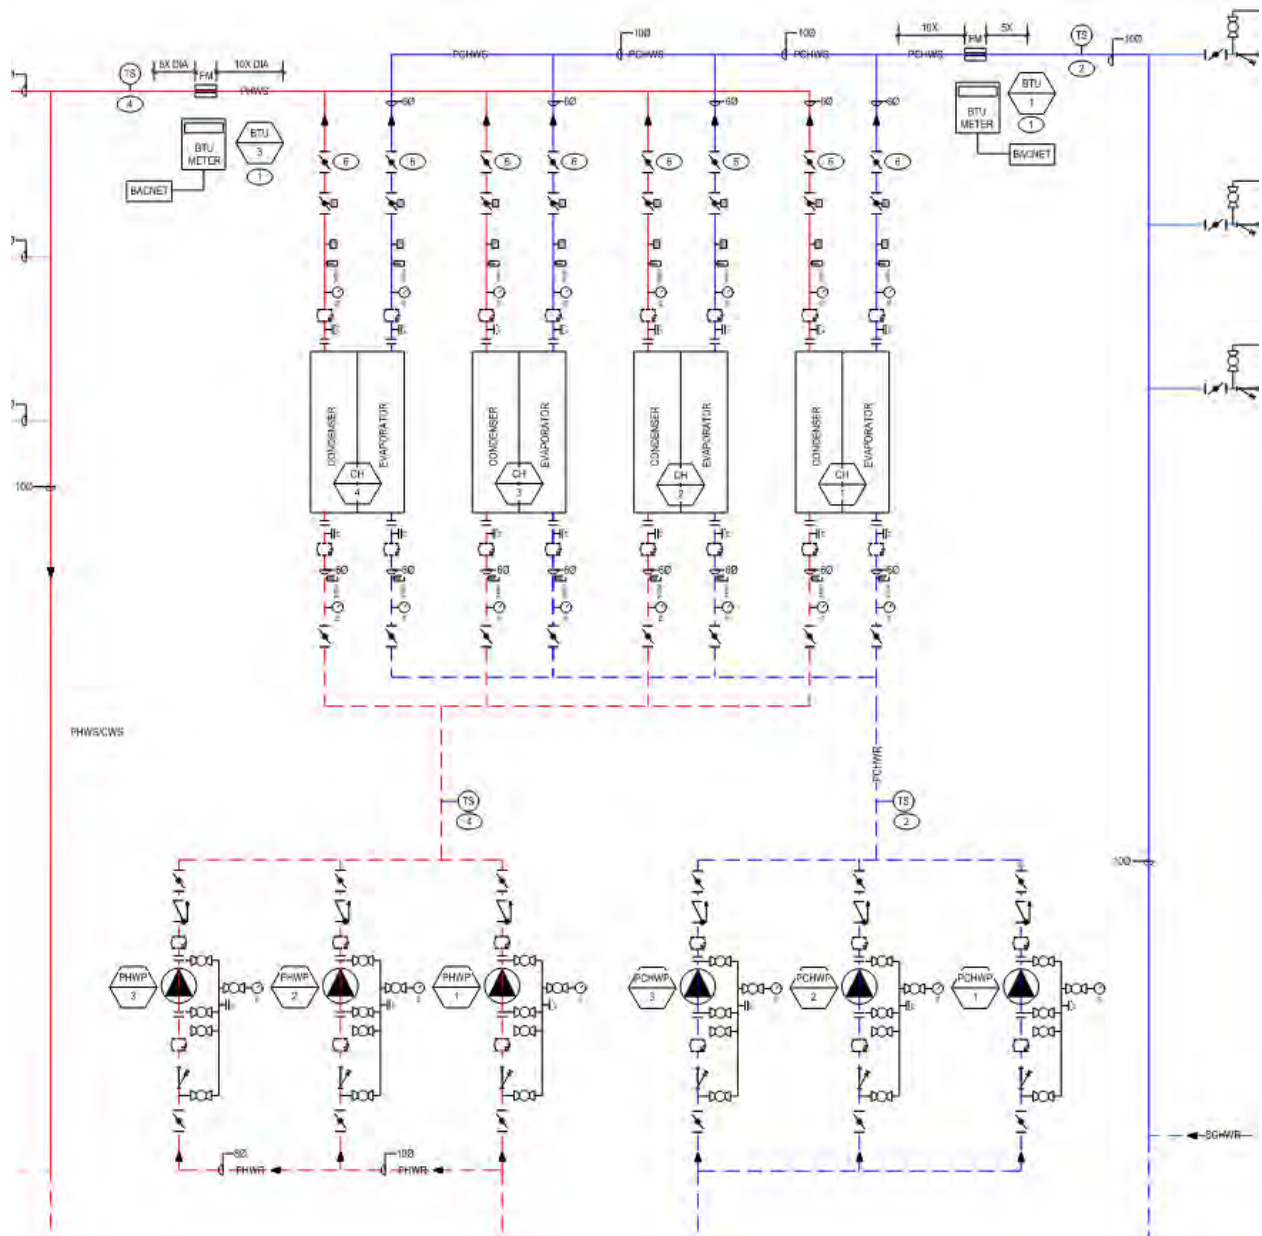 10Ø
10Ø
10X
FM
5X
TS
2
10Ø
PCHWS
PCHWS
PCHWS
PCHWS
TS
4
5X DIA
FM
10X DIA
PHWS
BTU
METER
BTU
3
1
BACNET
BTU
METER
BTU
1
1
BACNET
6Ø
6Ø
6Ø
6Ø
6Ø
6Ø
6Ø
6
6
6
6
6
6
6
6
CONDENSER
EVAPORATOR
CH
4
CONDENSER
EVAPORATOR
CH
3
CONDENSER
EVAPORATOR
CH
2
CONDENSER
EVAPORATOR
CH
1
10Ø
6Ø
6Ø
6Ø
6Ø
6Ø
6Ø
6Ø
6Ø
PHWS/CWS
PCHWR
TS
4
TS
2
10Ø
PHWP
3
PHWP
2
PHWP
1
PCHWP
3
PCHWP
2
PCHWP
1
8Ø
PHWR
10Ø
PHWR
SCHWR